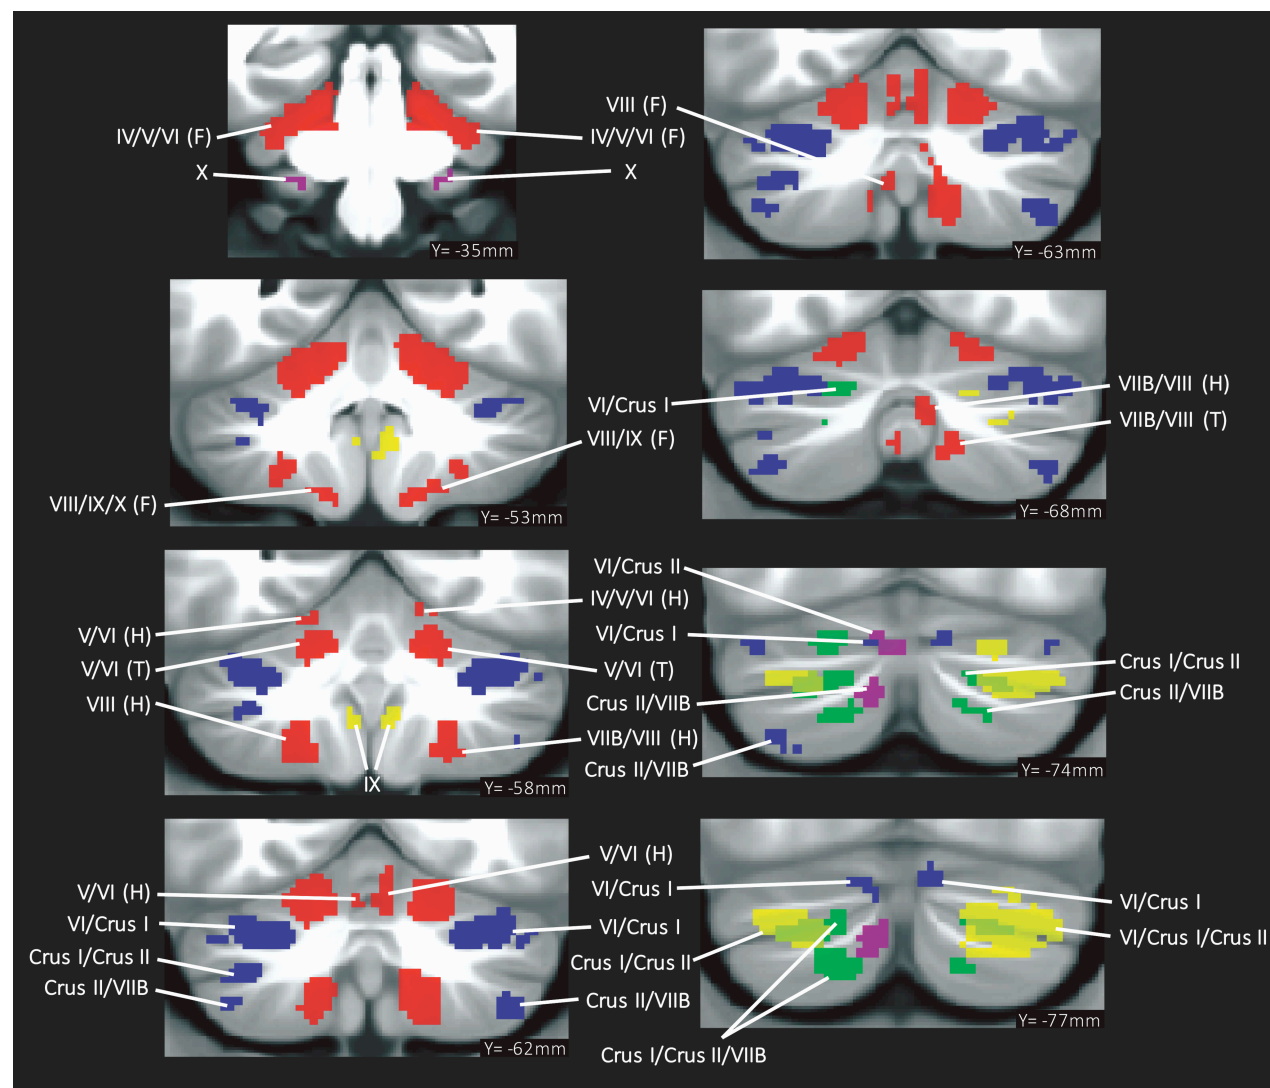 IV/V/VI (F)
IV/V/VI (F)
X
X
Y= -35mm
VIII (F)
Y= -63mm
VIII/IX (F)
VIII/IX/X (F)
Y= -53mm
VI/Crus I
VIIB/VIII (H)
VIIB/VIII (T)
Y= -68mm
V/VI (H)
V/VI (T)
VIII (H)
IV/V/VI (H)
V/VI (T)
VIIB/VIII (H)
IX
Y= -58mm
VI/Crus II
VI/Crus I
Crus II/VIIB
Crus II/VIIB
Crus I/Crus II
Crus II/VIIB
Y= -74mm
V/VI (H)
VI/Crus I
Crus I/Crus II
Crus II/VIIB
V/VI (H)
VI/Crus I
Crus II/VIIB
Y= -62mm
VI/Crus I
Crus I/Crus II
VI/Crus I
VI/Crus I/Crus II
Y= -77mm
Crus I/Crus II/VIIB